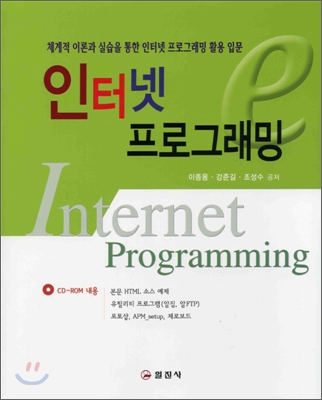 체계적 이론과 실습을 통한 인터넷 프로그래밍 활용 입문
인터넷
e
프로그래밍
이종용 · 강준길 · 조성수 공저
Internet
Programming
CD-ROM 내용
본문 HTML 소스 예제
유틸리티 프로그램(알집, 알FTP)
포토샵, APM_setup, 제로보드
일진사